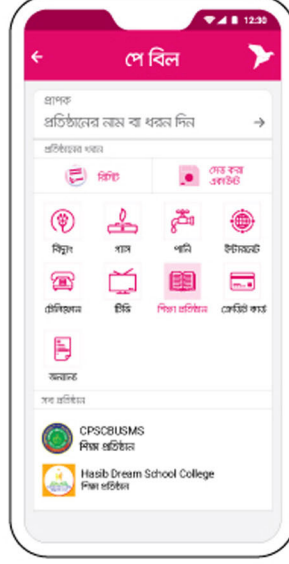 12:30
পে বিল
প্রাপক
প্রতিষ্ঠানের নাম বা ধরন দিন
প্রতিষ্ঠানের ধরন
রিসিট
সেভ করা
একাউন্ট
বিদ্যুৎ গ্যাস পানি ইন্টারনেট
টেলিফোন টিভি শিক্ষা প্রতিষ্ঠান ক্রেডিট কার্ড
অন্যান্য
সব প্রতিষ্ঠান
CPSCBUSMS
শিক্ষা প্রতিষ্ঠান
Hasib Dream School College
শিক্ষা প্রতিষ্ঠান